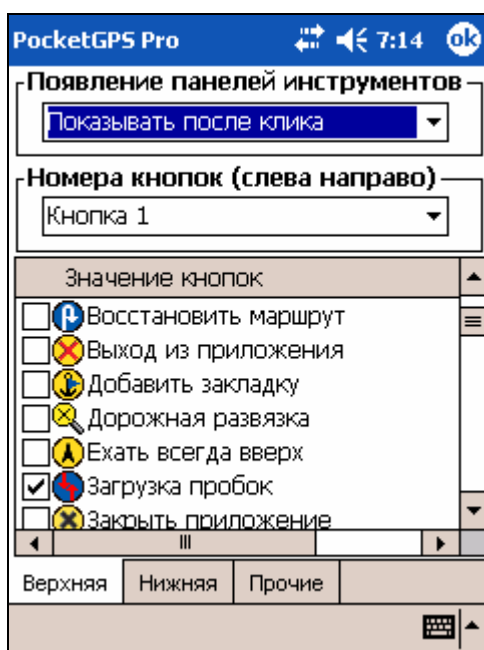 PocketGPS Pro 7:14 ok
Появление панелей инструментов
Показывать после клика
Номера кнопок (слева направо)
Кнопка 1
Значение кнопок
Восстановить маршрут
Выход из приложения
Добавить закладку
Дорожная развязка
Ехать всегда вверх
Загрузка пробок
Закрыть приложение
Верхняя Нижняя Прочие